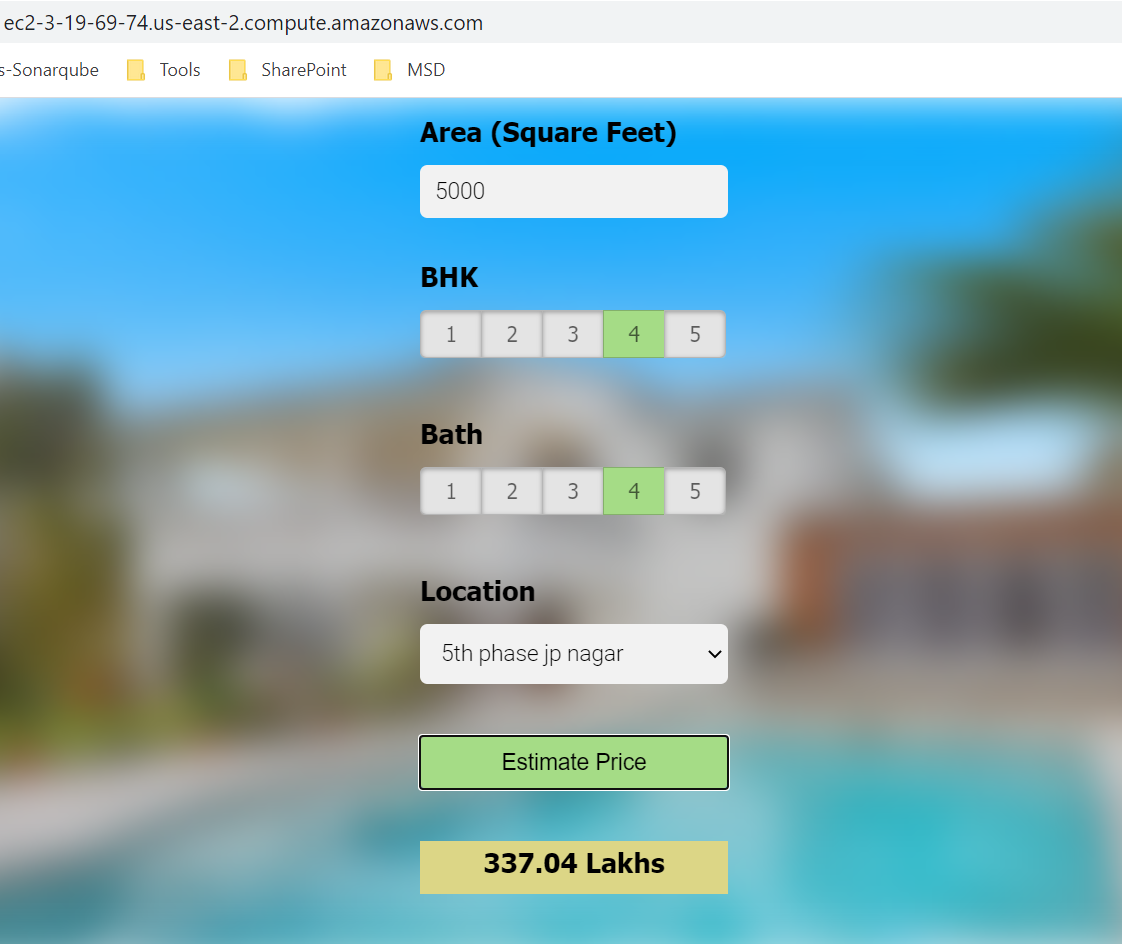 ec2-3-19-69-74.us-east-2.compute.amazonaws.com
s-Sonarqube Tools SharePoint MSD
Area (Square Feet)
5000
BHK
1 2 3 4 5
Bath
1 2 3 4 5
Location
5th phase jp nagar
Estimate Price
337.04 Lakhs